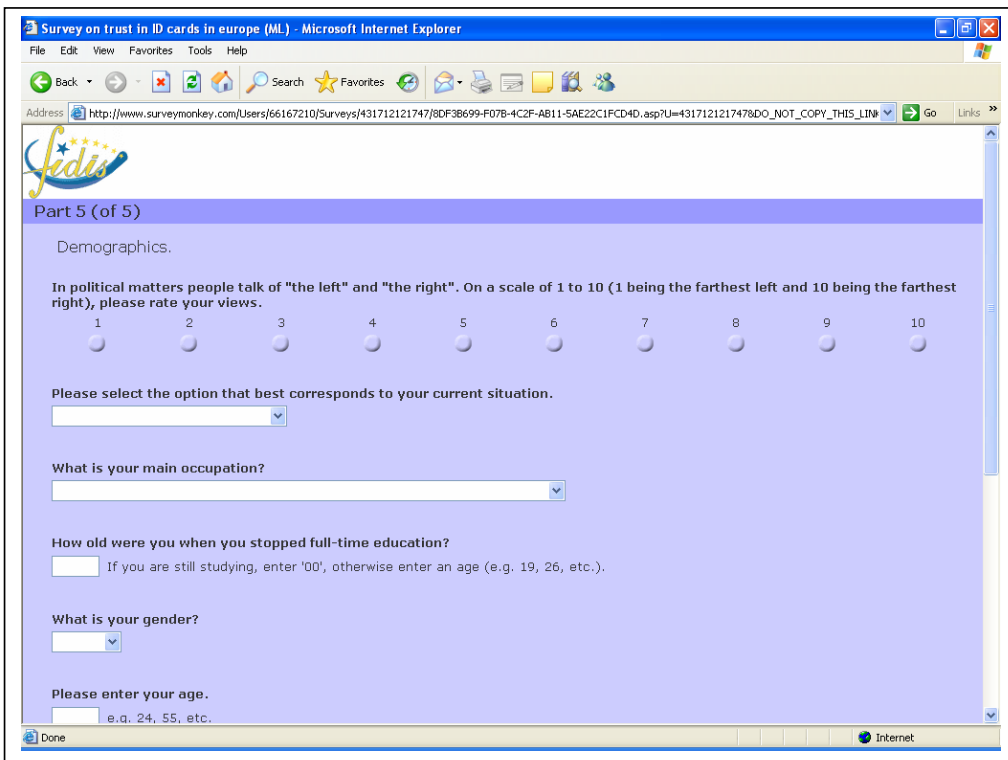 Survey on trust in ID cards in europe (ML) - Microsoft Internet Explorer
File Edit View Favorites Tools Help
Back Search Favorites
Address http://www.surveymonkey.com/Users/66167210/Surveys/431712121747/8DF3B699-F07B-4C2F-AB11-5AE22C1FCD4D.asp?U=431712121747&DO_NOT_COPY_THIS_LINK Go Links »
fidis
Part 5 (of 5)
Demographics.
In political matters people talk of "the left" and "the right". On a scale of 1 to 10 (1 being the farthest left and 10 being the farthest
right), please rate your views.
1 2 3 4 5 6 7 8 9 10
Please select the option that best corresponds to your current situation.
What is your main occupation?
How old were you when you stopped full-time education?
If you are still studying, enter '00', otherwise enter an age (e.g. 19, 26, etc.).
What is your gender?
Please enter your age.
e.g. 24, 55, etc.
Done Internet